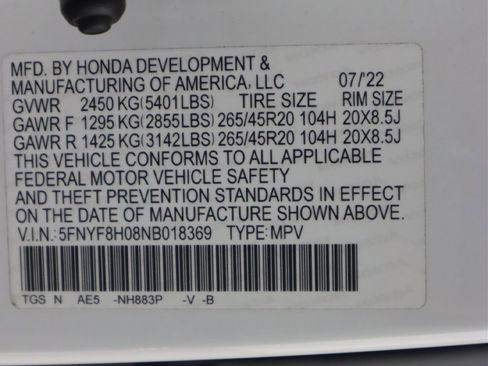 MFD. BY HONDA DEVELOPMENT &
MANUFACTURING OF AMERICA, LLC 07/'22
GVWR 2450 KG(5401LBS) TIRE SIZE RIM SIZE
GAWR F 1295 KG(2855LBS) 265/45R20 104H 20X8.5J
GAWR R 1425 KG(3142LBS) 265/45R20 104H 20X8.5J
THIS VEHICLE CONFORMS TO ALL APPLICABLE
FEDERAL MOTOR VEHICLE SAFETY
AND THEFT PREVENTION STANDARDS IN EFFECT
ON THE DATE OF MANUFACTURE SHOWN ABOVE.
V.I.N.: 5FNYF8H08NB018369 TYPE: MPV
TGS N AE5 -NH883P -V -B